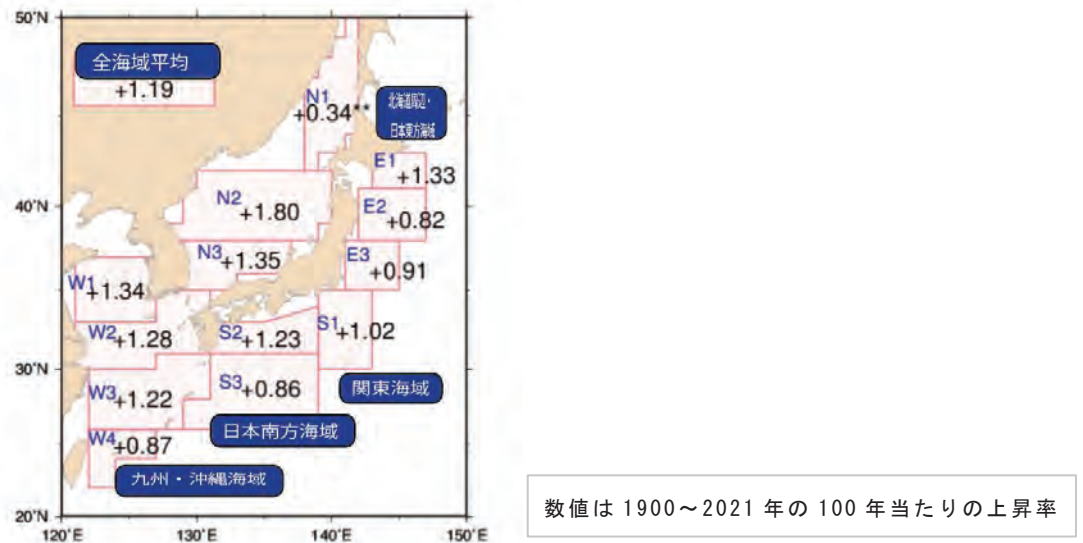 50°N
全海域平均
+1.19
N1
+0.34**
北海道周辺・
日本東方海域
E1
+1.33
40°N
N2
+1.80
E2
+0.82
N3
+1.35
E3
+0.91
W1
+1.34
W2
+1.28
S2
+1.23
S1
+1.02
30°N
W3
+1.22
S3
+0.86
関東海域
日本南方海域
W4
+0.87
九州・沖縄海域
20°N
120°E
130°E
140°E
150°E
数値は 1900～2021 年の 100 年当たりの上昇率